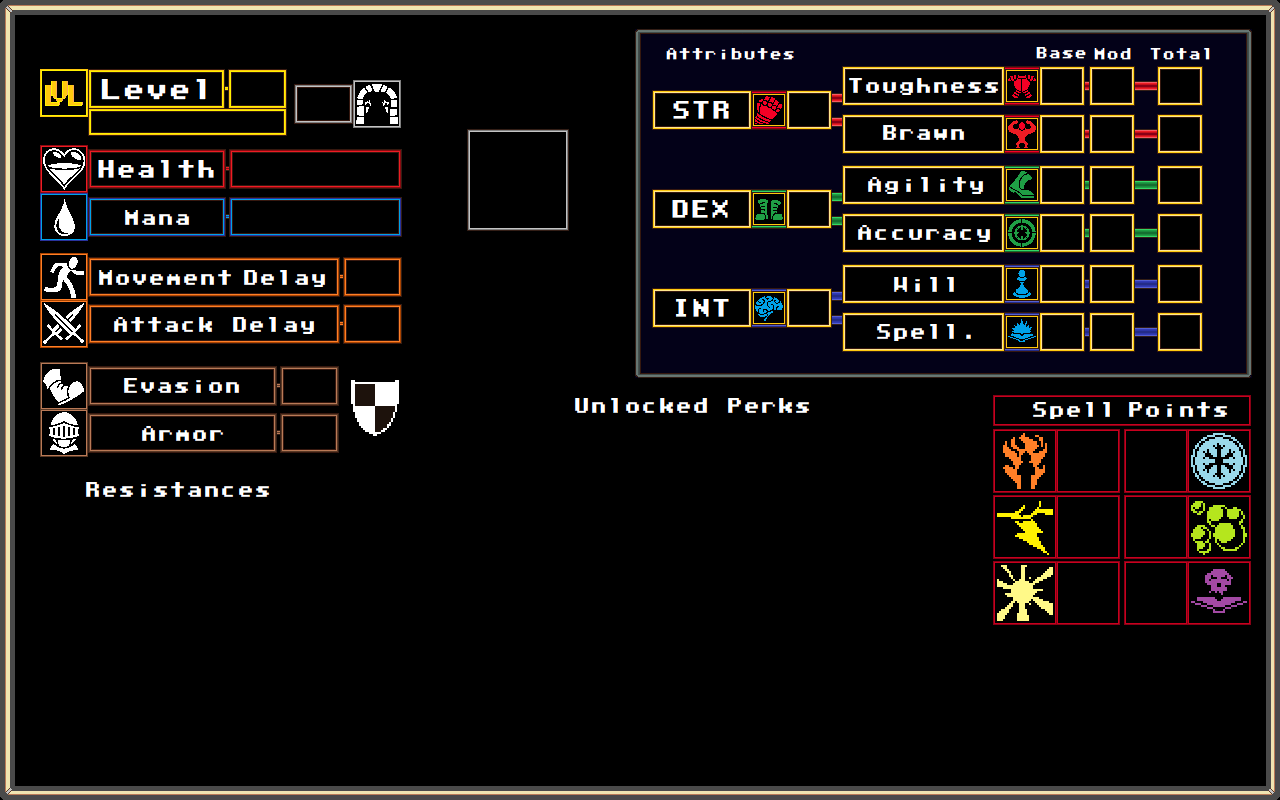 LVL Level
Health
Mana
Movement Delay
Attack Delay
Evasion
Armor
Resistances
Attributes Base Mod Total
STR
Toughness
Brawn
DEX
Agility
Accuracy
INT
Will
Spell.
Unlocked Perks
Spell Points